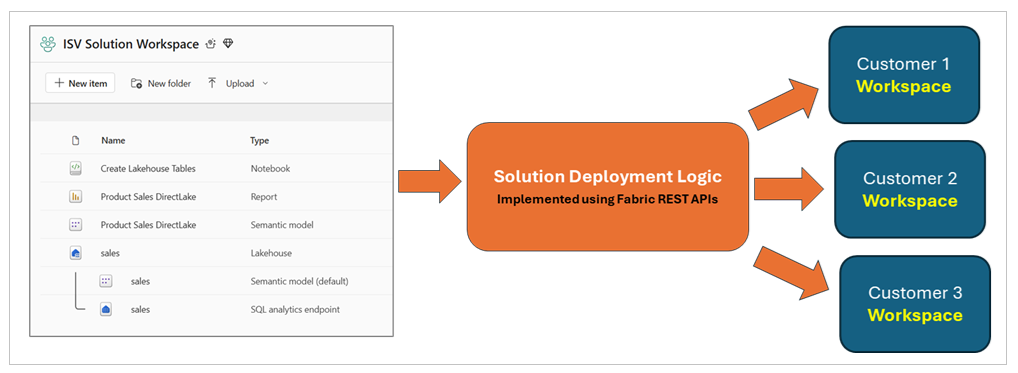 ISV Solution Workspace
New item New folder Upload
Name Type
Create Lakehouse Tables Notebook
Product Sales DirectLake Report
Product Sales DirectLake Semantic model
sales Lakehouse
sales Semantic model (default)
sales SQL analytics endpoint
Solution Deployment Logic
Implemented using Fabric REST APIs
Customer 1
Workspace
Customer 2
Workspace
Customer 3
Workspace